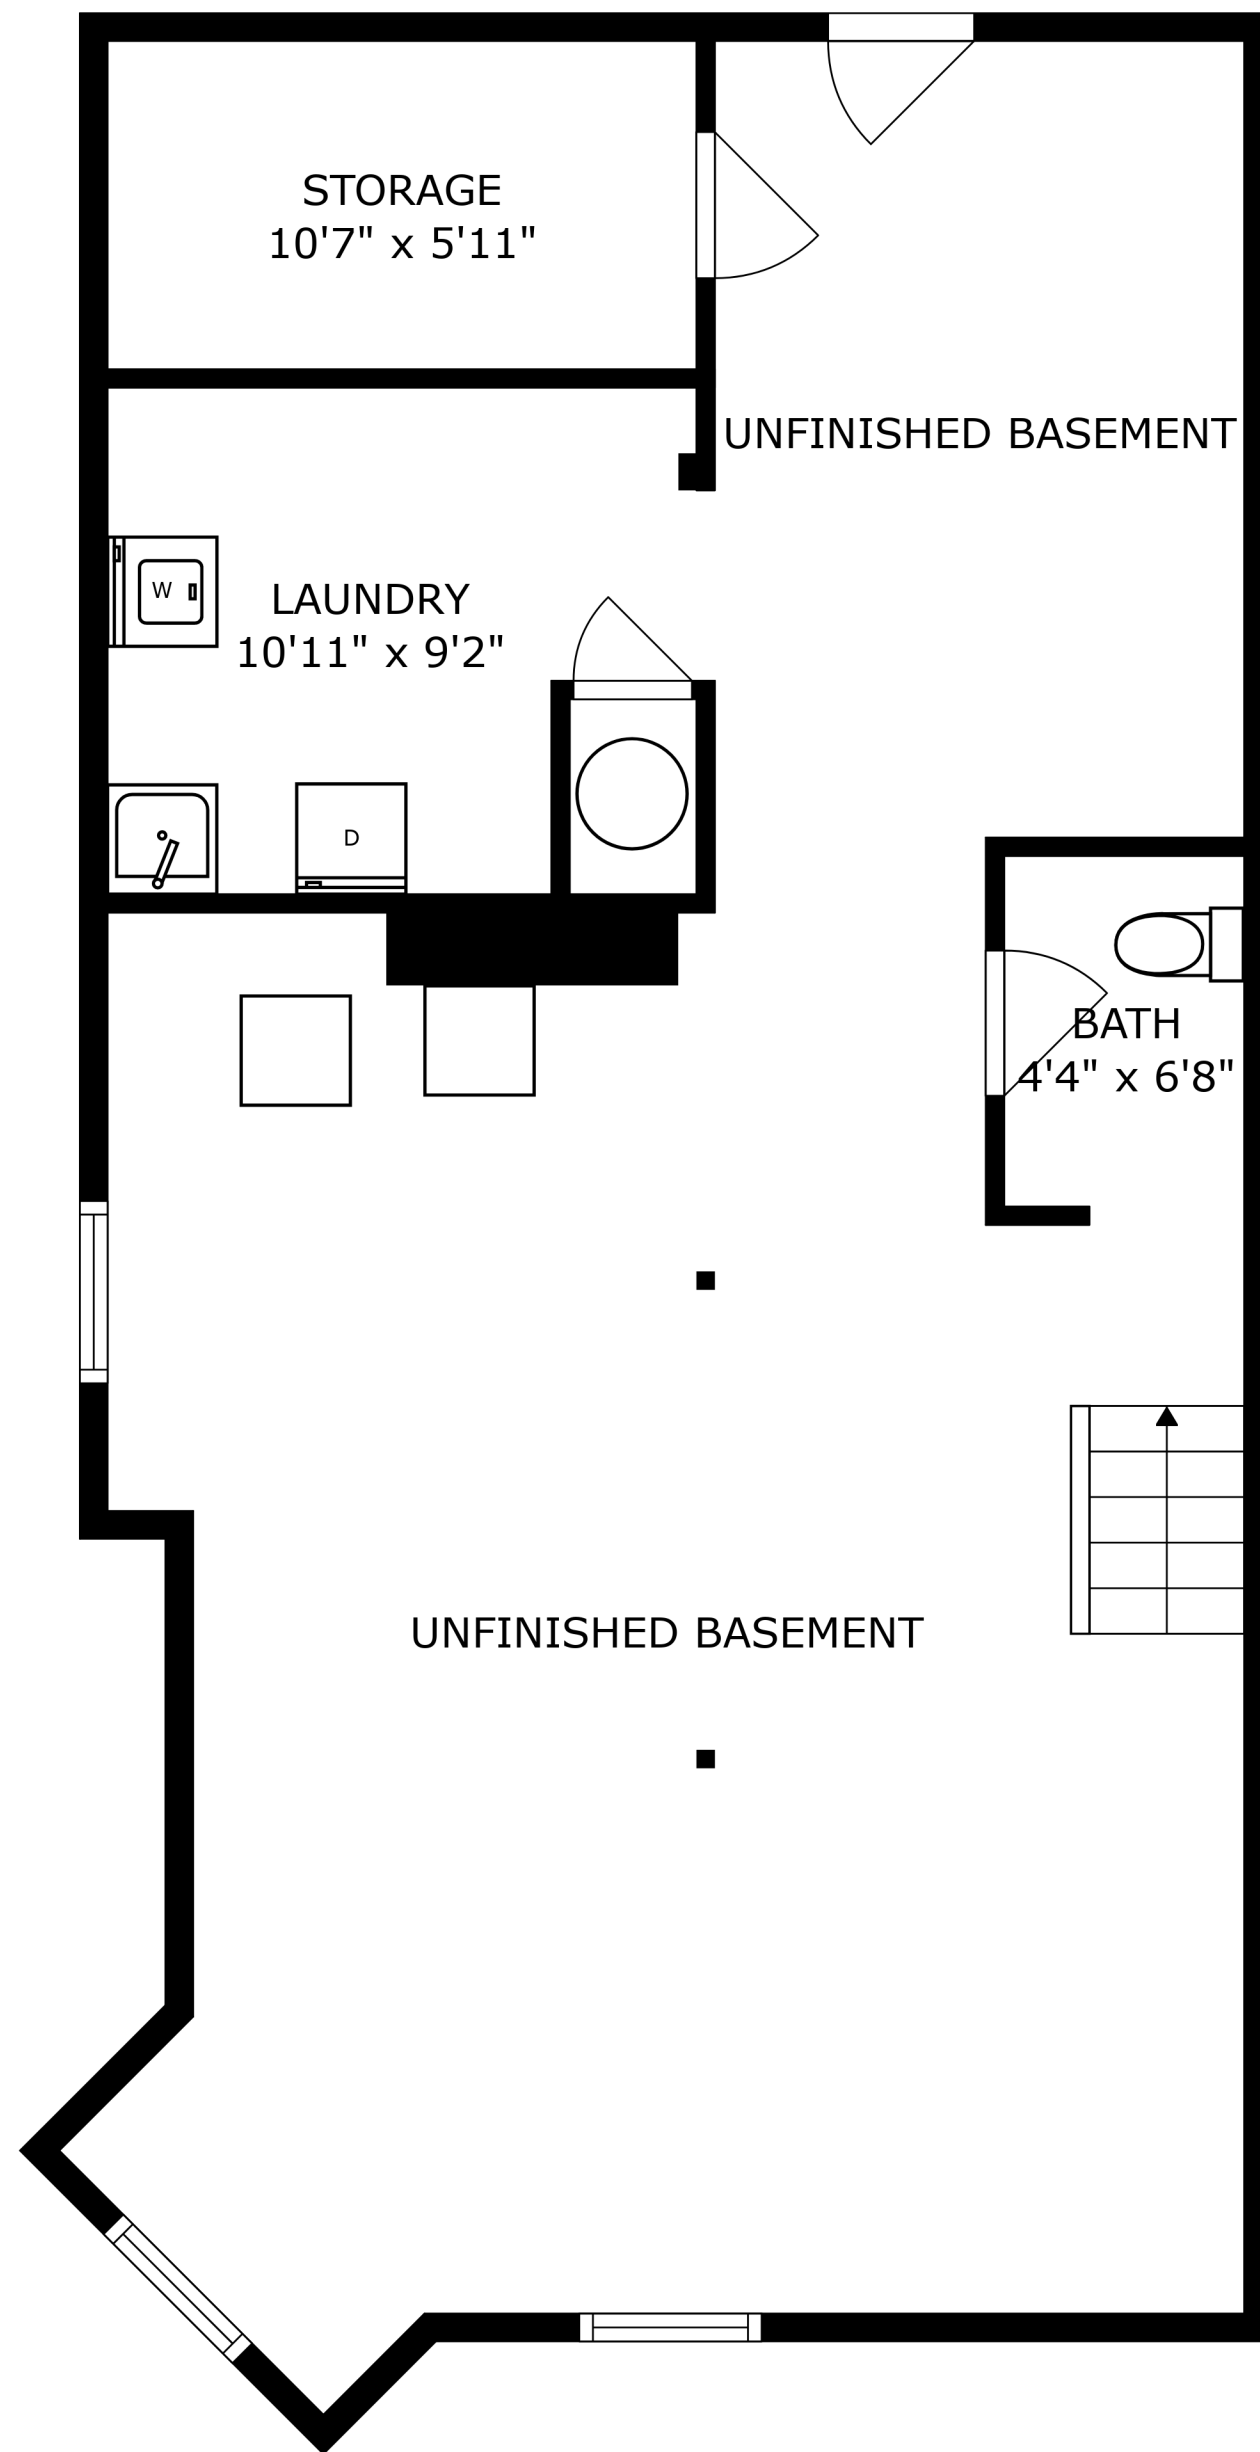 STORAGE
10'7" x 5'11"
UNFINISHED BASEMENT
W
LAUNDRY
10'11" x 9'2"
D
BATH
4'4" x 6'8"
UNFINISHED BASEMENT